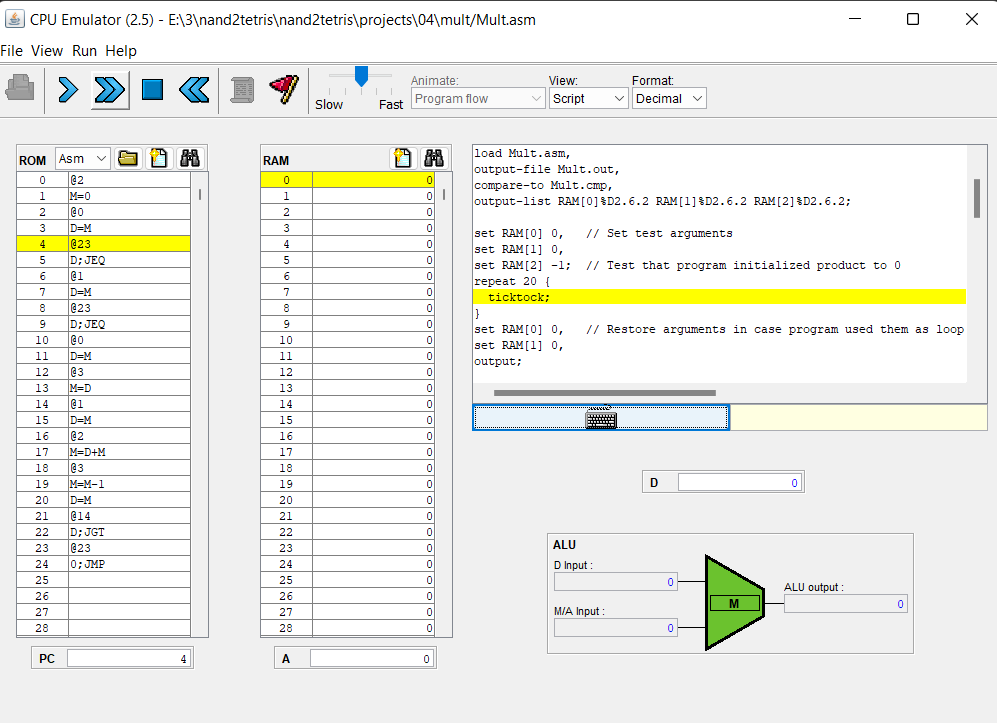 CPU Emulator (2.5) - E:\3\nand2tetris\nand2tetris\projects\04\mult/Mult.asm
File View Run Help
Slow Fast
Animate:
Program flow
View:
Script
Format:
Decimal
ROM Asm
0 @2
1 M=0
2 @0
3 D=M
4 @23
5 D;JEQ
6 @1
7 D=M
8 @23
9 D;JEQ
10 @0
11 D=M
12 @3
13 M=D
14 @1
15 D=M
16 @2
17 M=D+M
18 @3
19 M=M-1
20 D=M
21 @14
22 D;JGT
23 @23
24 0;JMP
25
26
27
28
PC 4
RAM
0 0
1 0
2 0
3 0
4 0
5 0
6 0
7 0
8 0
9 0
10 0
11 0
12 0
13 0
14 0
15 0
16 0
17 0
18 0
19 0
20 0
21 0
22 0
23 0
24 0
25 0
26 0
27 0
28 0
A 0
load Mult.asm,
output-file Mult.out,
compare-to Mult.cmp,
output-list RAM[0]%D2.6.2 RAM[1]%D2.6.2 RAM[2]%D2.6.2;
set RAM[0] 0, // Set test arguments
set RAM[1] 0,
set RAM[2] -1; // Test that program initialized product to 0
repeat 20 {
ticktock;
}
set RAM[0] 0, // Restore arguments in case program used them as loop
set RAM[1] 0,
output;
D 0
ALU
D Input :
0
M/A Input :
0
M
ALU output :
0